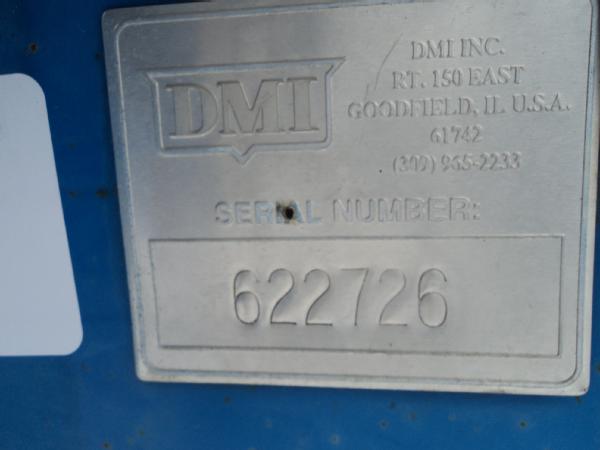 DMI
DMI INC.
RT. 150 EAST
GOODFIELD, IL U.S.A.
61742
(309) 965-2233
SERIAL NUMBER:
622726